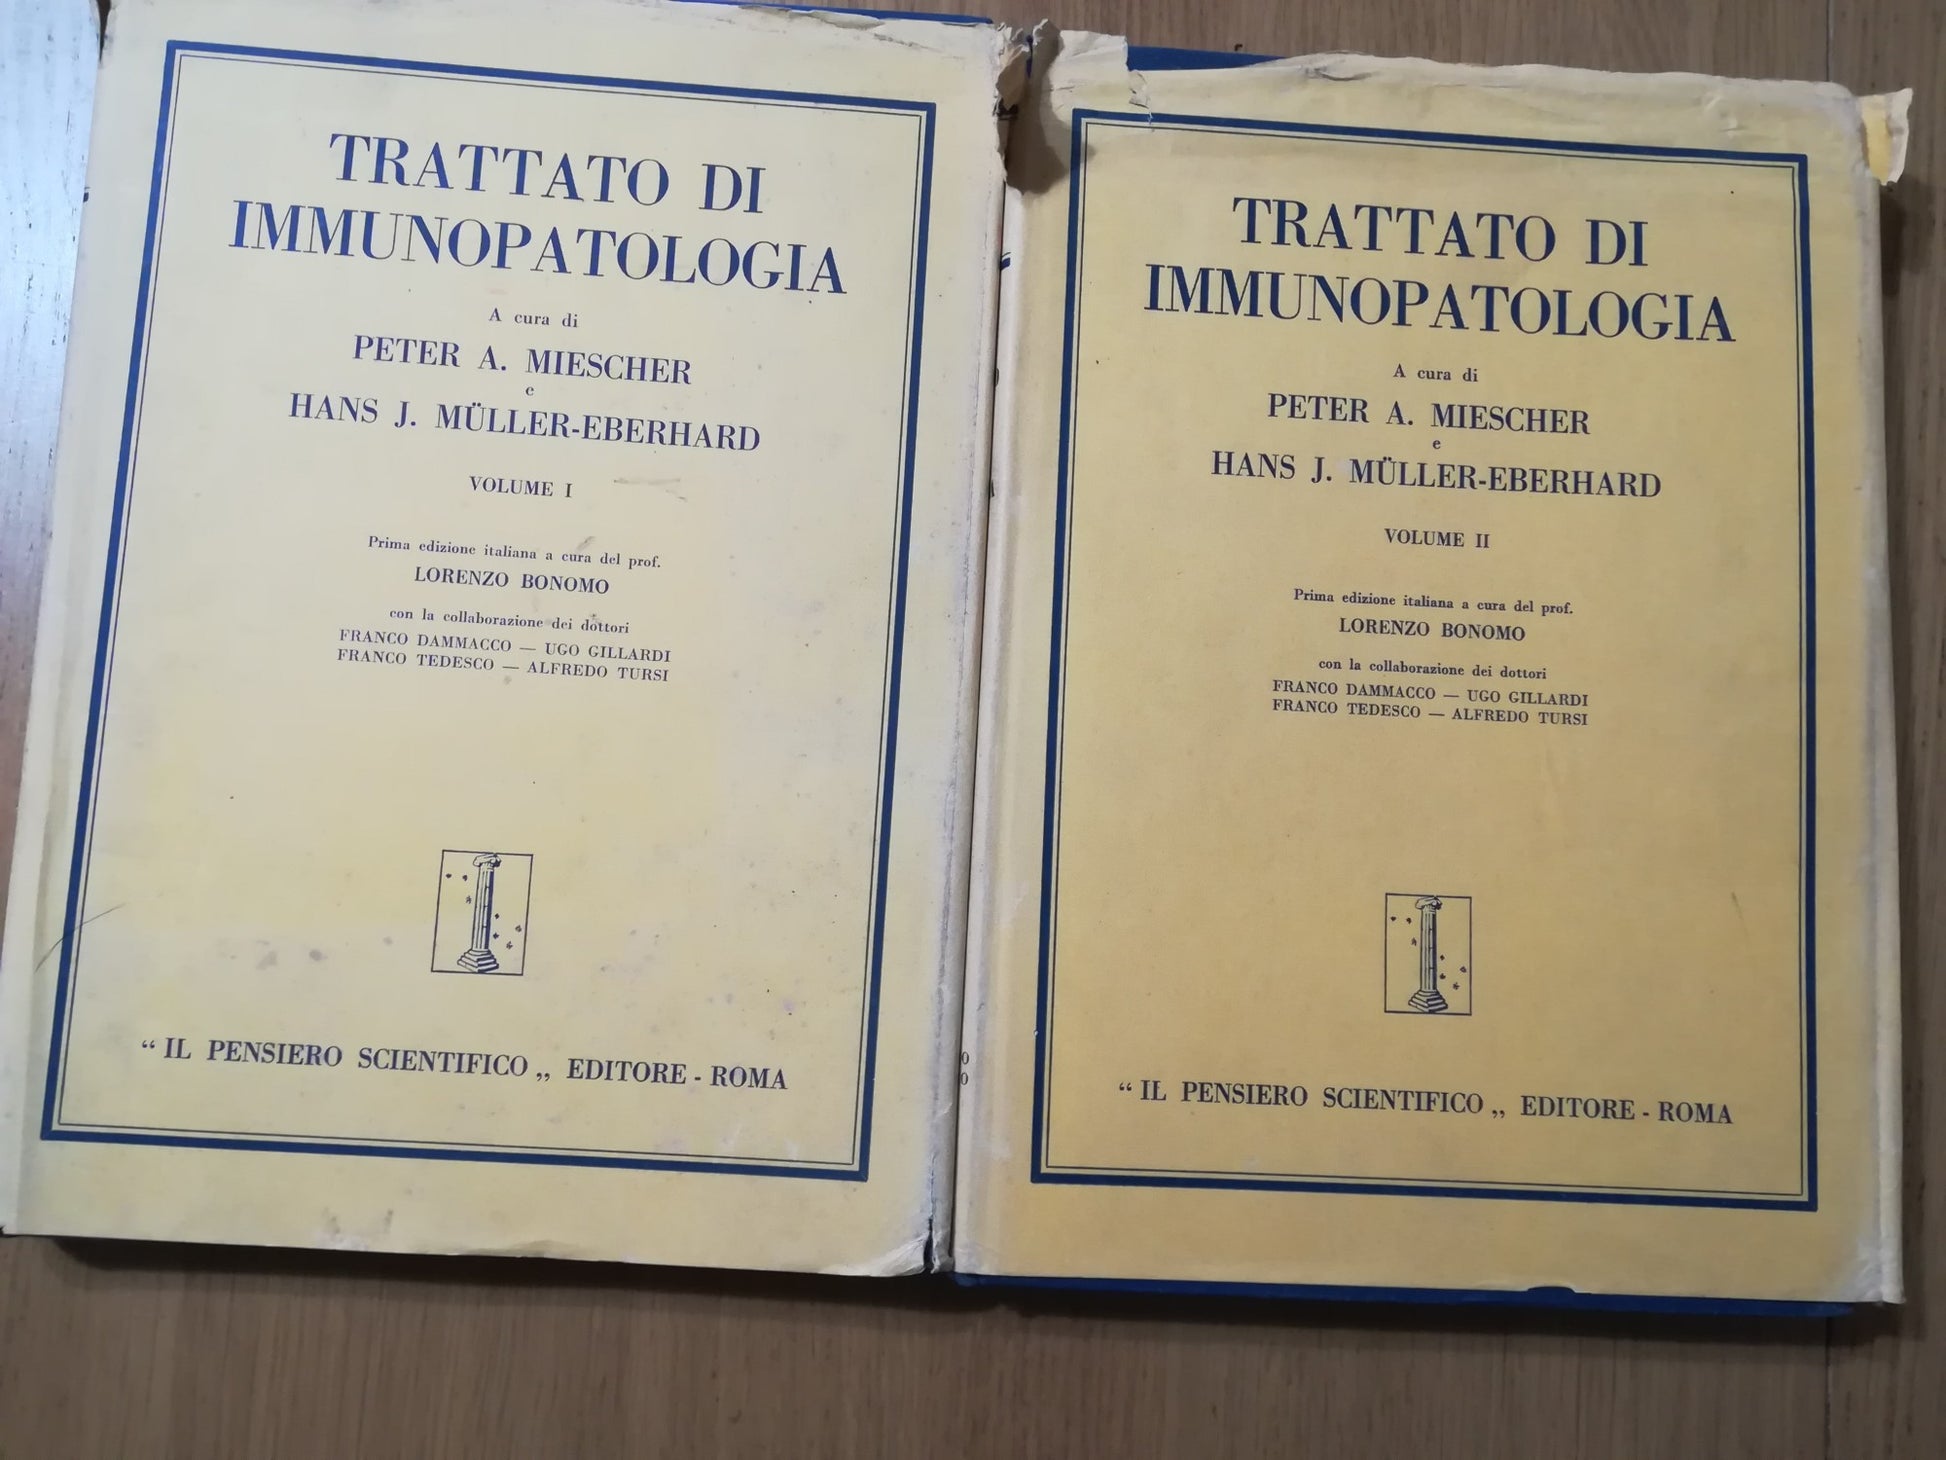 TRATTATO DI
IMMUNOPATOLOGIA
A cura di
PETER A. MIESCHER
e
HANS J. MÜLLER-EBERHARD
VOLUME I
Prima edizione italiana a cura del prof.
LORENZO BONOMO
con la collaborazione dei dottori
FRANCO DAMMACCO — UGO GILLARDI
FRANCO TEDESCO — ALFREDO TURSI
“ IL PENSIERO SCIENTIFICO „ EDITORE - ROMA
TRATTATO DI
IMMUNOPATOLOGIA
A cura di
PETER A. MIESCHER
e
HANS J. MÜLLER-EBERHARD
VOLUME II
Prima edizione italiana a cura del prof.
LORENZO BONOMO
con la collaborazione dei dottori
FRANCO DAMMACCO — UGO GILLARDI
FRANCO TEDESCO — ALFREDO TURSI
“ IL PENSIERO SCIENTIFICO „ EDITORE - ROMA